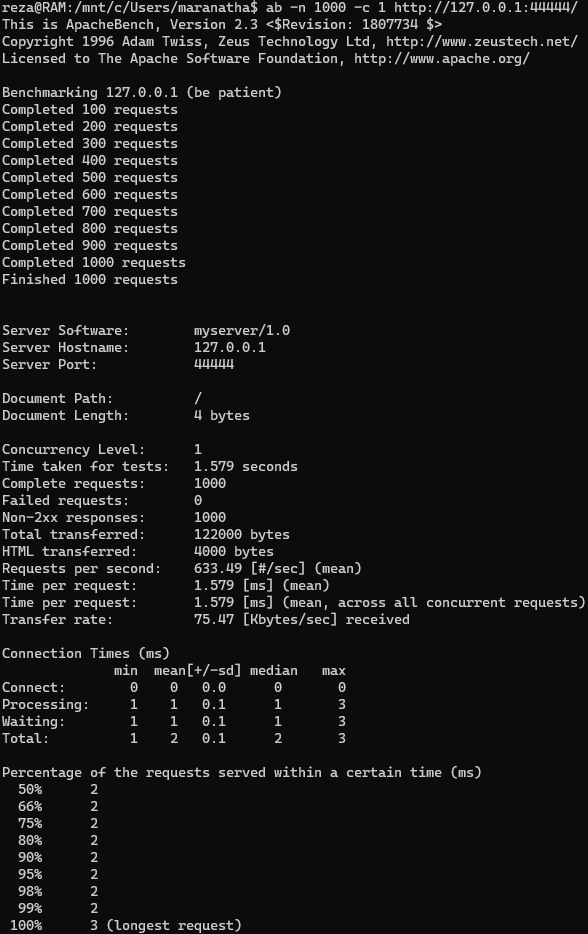 reza@RAM:/mnt/c/Users/maranatha$ ab -n 1000 -c 1 http://127.0.0.1:44444/
This is ApacheBench, Version 2.3 <$Revision: 1807734 $>
Copyright 1996 Adam Twiss, Zeus Technology Ltd, http://www.zeustech.net/
Licensed to The Apache Software Foundation, http://www.apache.org/

Benchmarking 127.0.0.1 (be patient)
Completed 100 requests
Completed 200 requests
Completed 300 requests
Completed 400 requests
Completed 500 requests
Completed 600 requests
Completed 700 requests
Completed 800 requests
Completed 900 requests
Completed 1000 requests
Finished 1000 requests


Server Software:        myserver/1.0
Server Hostname:        127.0.0.1
Server Port:            44444

Document Path:          /
Document Length:        4 bytes

Concurrency Level:      1
Time taken for tests:   1.579 seconds
Complete requests:      1000
Failed requests:        0
Non-2xx responses:      1000
Total transferred:      122000 bytes
HTML transferred:       4000 bytes
Requests per second:    633.49 [#/sec] (mean)
Time per request:       1.579 [ms] (mean)
Time per request:       1.579 [ms] (mean, across all concurrent requests)
Transfer rate:          75.47 [Kbytes/sec] received

Connection Times (ms)
              min  mean[+/-sd] median   max
Connect:        0    0   0.0      0       0
Processing:     1    1   0.1      1       3
Waiting:        1    1   0.1      1       3
Total:          1    2   0.1      2       3

Percentage of the requests served within a certain time (ms)
  50%      2
  66%      2
  75%      2
  80%      2
  90%      2
  95%      2
  98%      2
  99%      2
 100%      3 (longest request)